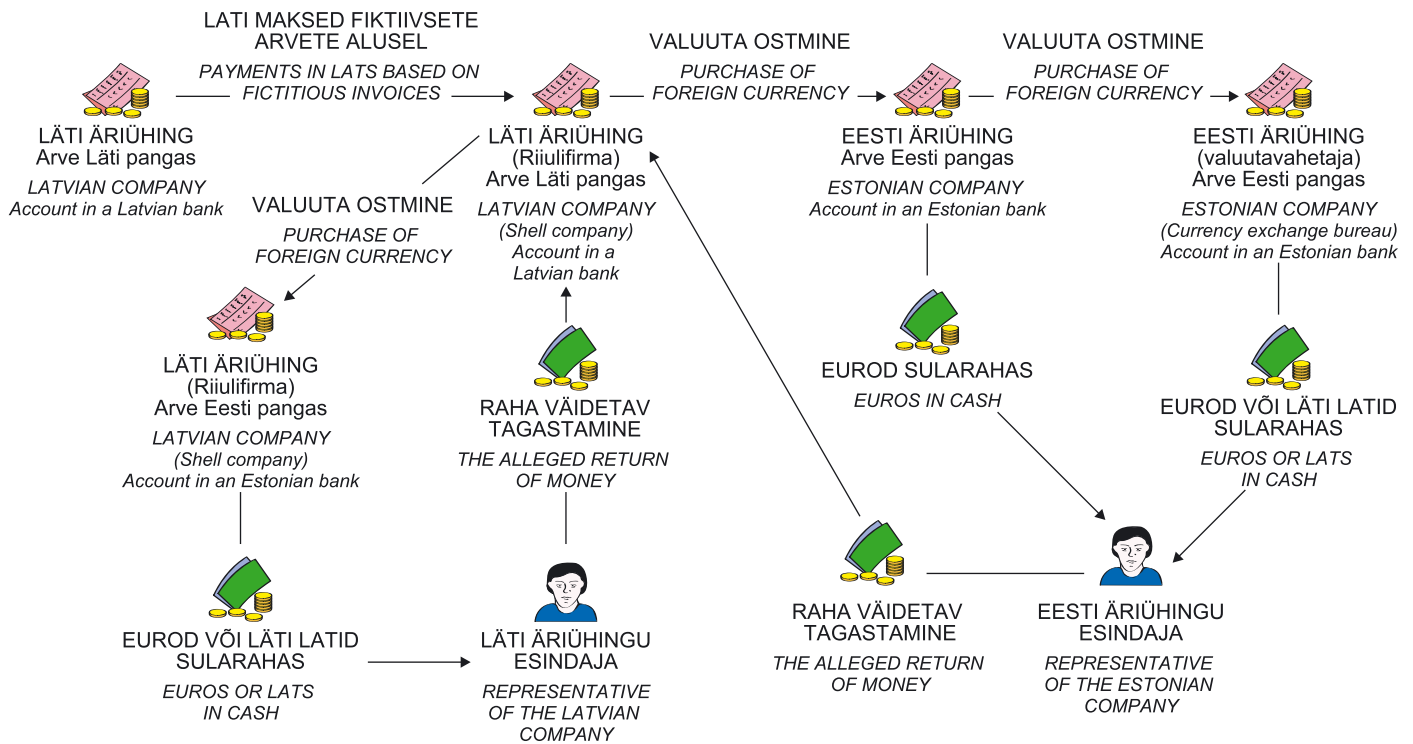 LATI MAKSED FIKTIIVSETE
ARVETE ALUSEL
PAYMENTS IN LATS BASED ON
FICTITIOUS INVOICES
VALUUTA OSTMINE
PURCHASE OF
FOREIGN CURRENCY
VALUUTA OSTMINE
PURCHASE OF
FOREIGN CURRENCY
LÄTI ÄRIÜHING
Arve Läti pangas
LATVIAN COMPANY
Account in a Latvian bank
LÄTI ÄRIÜHING
(Riiulifirma)
Arve Läti pangas
LATVIAN COMPANY
(Shell company)
Account in a
Latvian bank
EESTI ÄRIÜHING
Arve Eesti pangas
ESTONIAN COMPANY
Account in an Estonian bank
EESTI ÄRIÜHING
(valuutavahetaja)
Arve Eesti pangas
ESTONIAN COMPANY
(Currency exchange bureau)
Account in an Estonian bank
VALUUTA OSTMINE
PURCHASE OF
FOREIGN CURRENCY
LÄTI ÄRIÜHING
(Riiulifirma)
Arve Eesti pangas
LATVIAN COMPANY
(Shell company)
Account in an Estonian bank
RAHA VÄIDETAV
TAGASTAMINE
THE ALLEGED RETURN
OF MONEY
EUROD SULARAHAS
EUROS IN CASH
EUROD VÕI LÄTI LATID
SULARAHAS
EUROS OR LATS
IN CASH
EUROD VÕI LÄTI LATID
SULARAHAS
EUROS OR LATS
IN CASH
LÄTI ÄRIÜHINGU
ESINDAJA
REPRESENTATIVE
OF THE LATVIAN
COMPANY
RAHA VÄIDETAV
TAGASTAMINE
THE ALLEGED RETURN
OF MONEY
EESTI ÄRIÜHINGU
ESINDAJA
REPRESENTATIVE
OF THE ESTONIAN
COMPANY